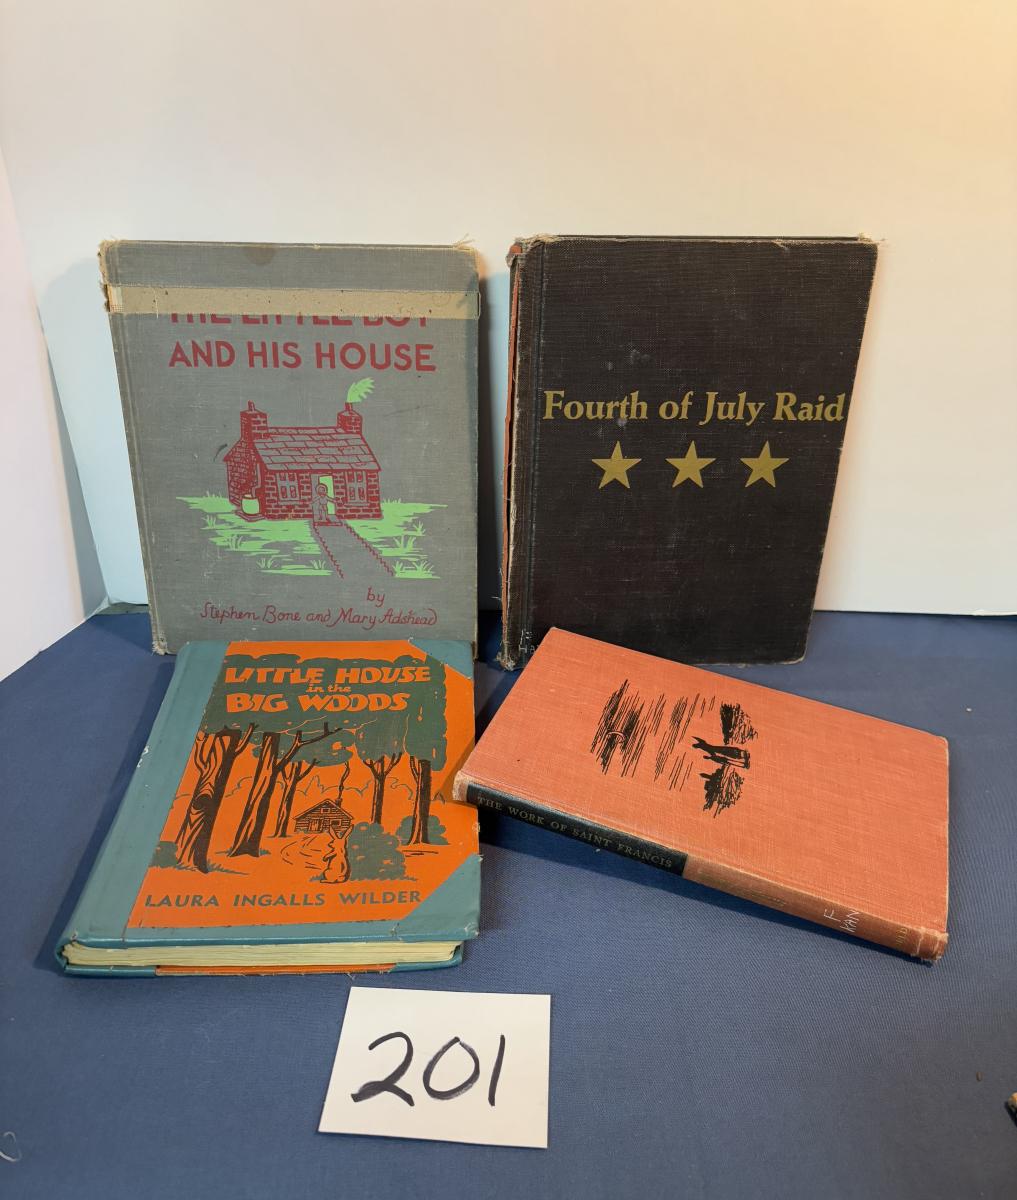 THE LITTLE BOY
AND HIS HOUSE
by
Stephen Bone and Mary Adshead
Fourth of July Raid
LITTLE HOUSE
in the
BIG WOODS
LAURA INGALLS WILDER
THE WORK OF SAINT FRANCIS
F
KAN
201